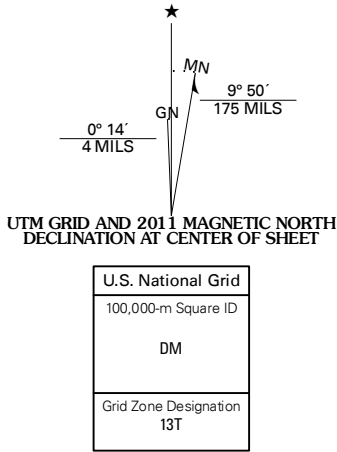 ★
MN
GN
9° 50´
175 MILS
0° 14´
4 MILS
UTM GRID AND 2011 MAGNETIC NORTH
DECLINATION AT CENTER OF SHEET
U.S. National Grid
100,000-m Square ID
DM
Grid Zone Designation
13T